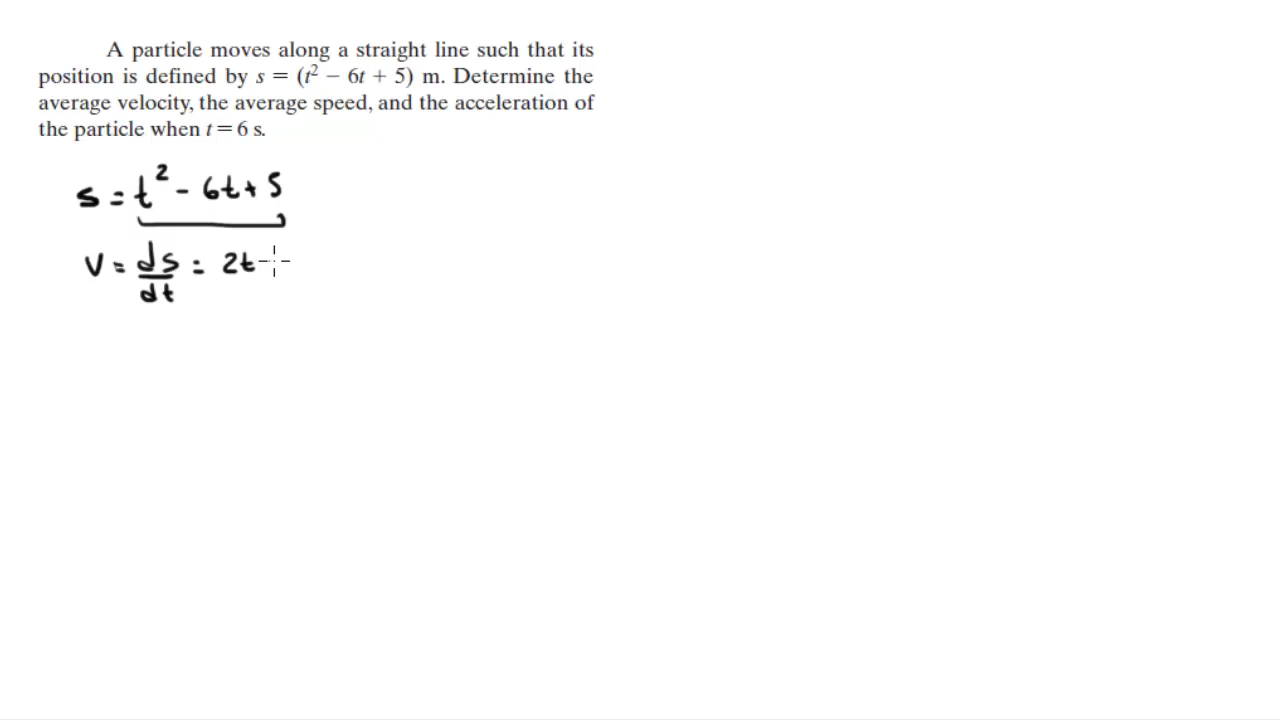 A particle moves along a straight line such that its
position is defined by s = (t² − 6t + 5) m. Determine the
average velocity, the average speed, and the acceleration of
the particle when t = 6 s.
s = t² - 6t + 5
v = ds/dt = 2t -